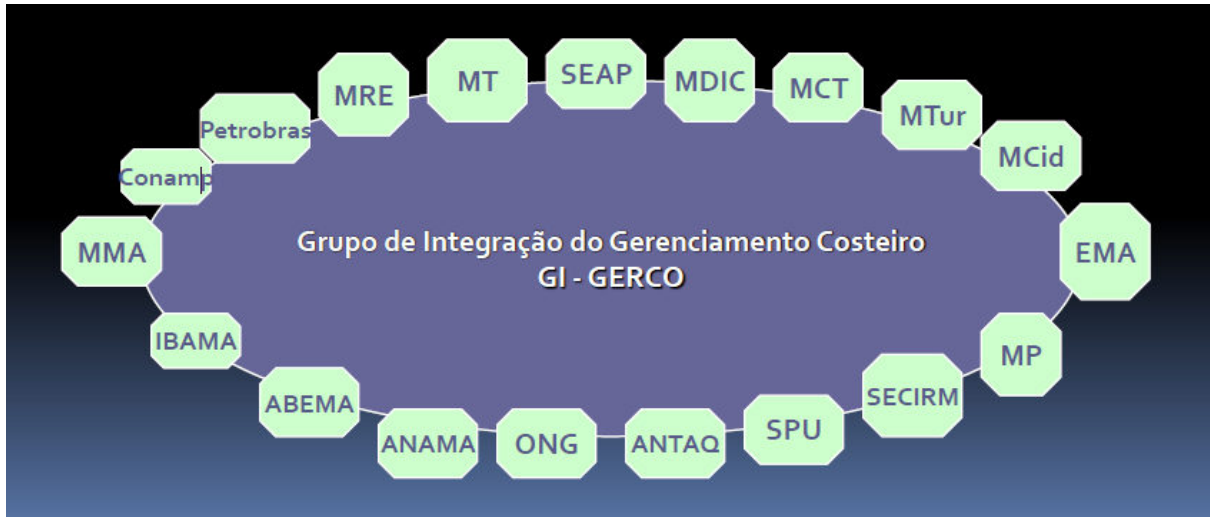 MRE
MT
SEAP
MDIC
MCT
MTur
Petrobras
MCid
Conamp
MMA
Grupo de Integração do Gerenciamento Costeiro
GI - GERCO
EMA
IBAMA
MP
ABEMA
SECIRM
ANAMA
ONG
ANTAQ
SPU